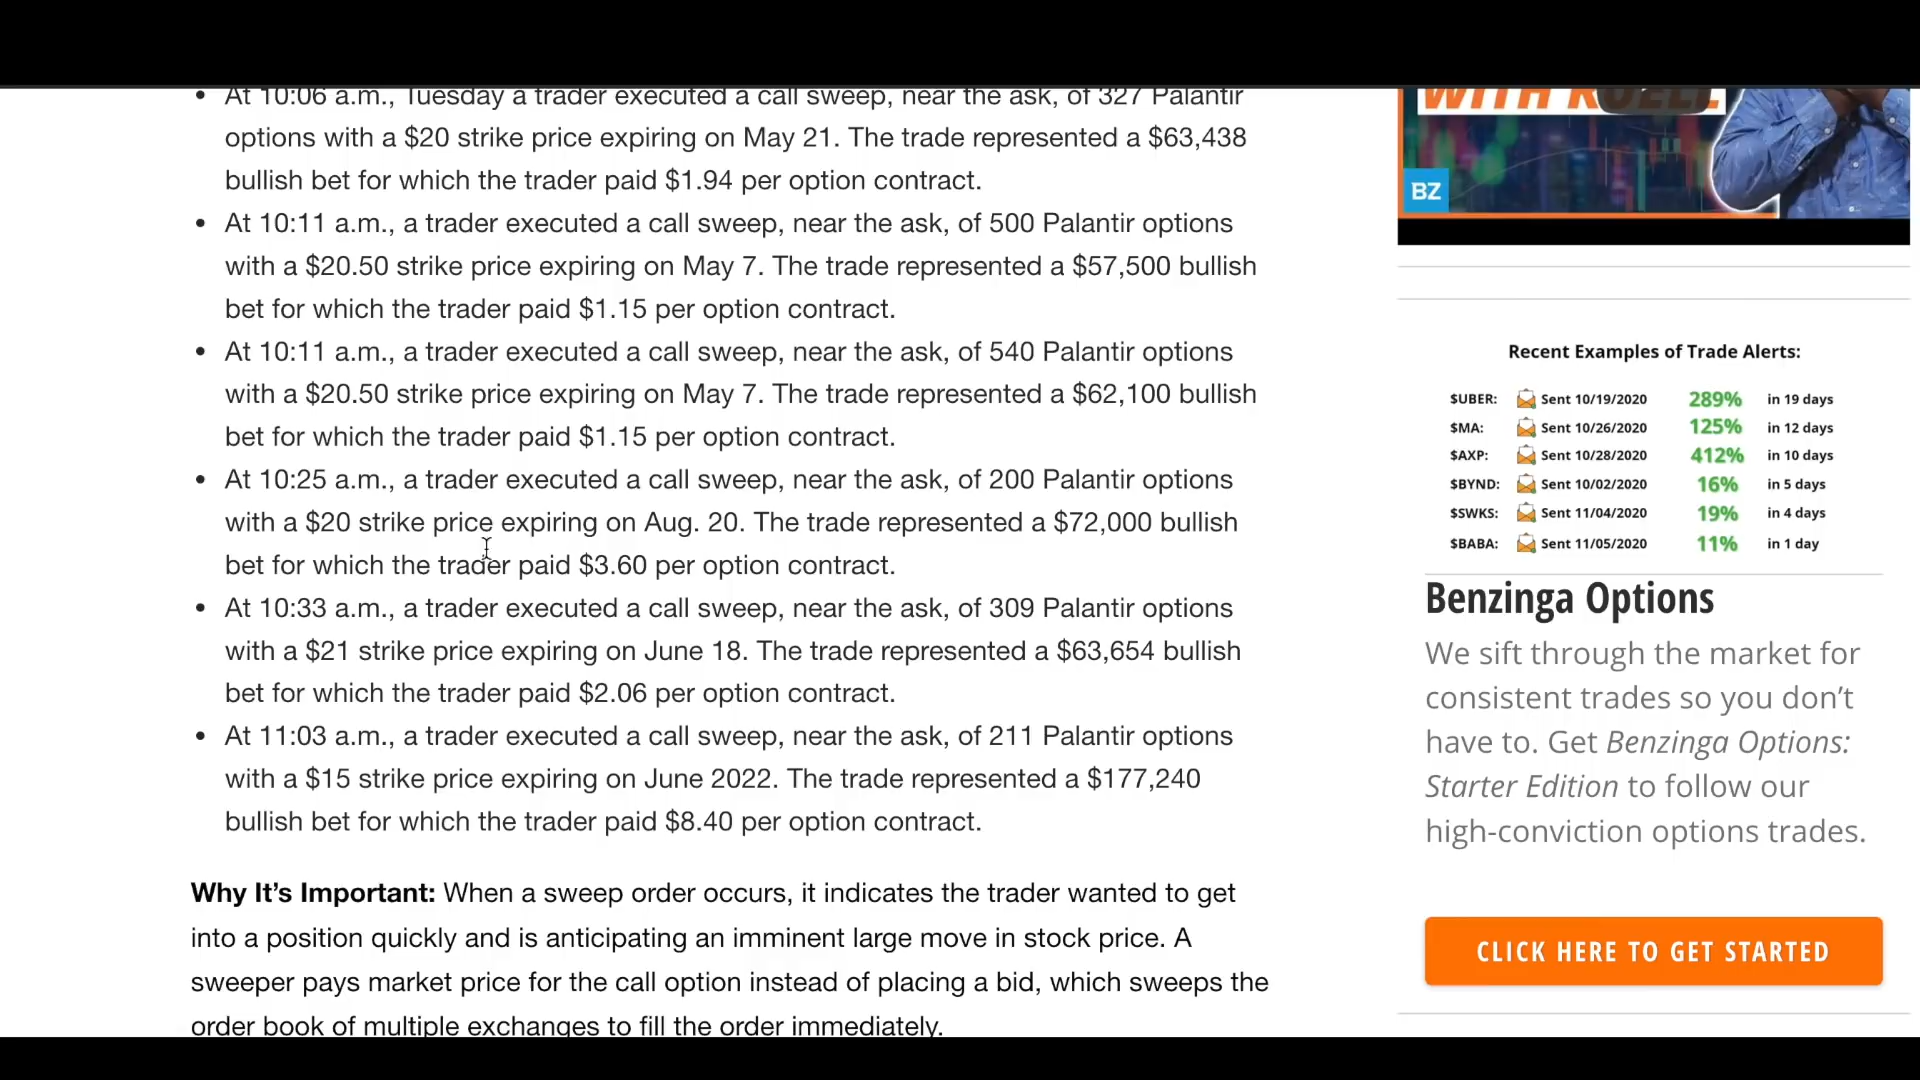 At 10:06 a.m., Tuesday a trader executed a call sweep, near the ask, of 327 Palantir
options with a $20 strike price expiring on May 21. The trade represented a $63,438
bullish bet for which the trader paid $1.94 per option contract.
At 10:11 a.m., a trader executed a call sweep, near the ask, of 500 Palantir options
with a $20.50 strike price expiring on May 7. The trade represented a $57,500 bullish
bet for which the trader paid $1.15 per option contract.
At 10:11 a.m., a trader executed a call sweep, near the ask, of 540 Palantir options
with a $20.50 strike price expiring on May 7. The trade represented a $62,100 bullish
bet for which the trader paid $1.15 per option contract.
At 10:25 a.m., a trader executed a call sweep, near the ask, of 200 Palantir options
with a $20 strike price expiring on Aug. 20. The trade represented a $72,000 bullish
bet for which the trader paid $3.60 per option contract.
At 10:33 a.m., a trader executed a call sweep, near the ask, of 309 Palantir options
with a $21 strike price expiring on June 18. The trade represented a $63,654 bullish
bet for which the trader paid $2.06 per option contract.
At 11:03 a.m., a trader executed a call sweep, near the ask, of 211 Palantir options
with a $15 strike price expiring on June 2022. The trade represented a $177,240
bullish bet for which the trader paid $8.40 per option contract.
Why It's Important: When a sweep order occurs, it indicates the trader wanted to get
into a position quickly and is anticipating an imminent large move in stock price. A
sweeper pays market price for the call option instead of placing a bid, which sweeps the
order book of multiple exchanges to fill the order immediately.
WITH
BZ
Recent Examples of Trade Alerts:
$UBER: Sent 10/19/2020 289% in 19 days
$MA: Sent 10/26/2020 125% in 12 days
$AXP: Sent 10/28/2020 412% in 10 days
$BYND: Sent 10/02/2020 16% in 5 days
$SWKS: Sent 11/04/2020 19% in 4 days
$BABA: Sent 11/05/2020 11% in 1 day
Benzinga Options
We sift through the market for
consistent trades so you don't
have to. Get Benzinga Options:
Starter Edition to follow our
high-conviction options trades.
CLICK HERE TO GET STARTED